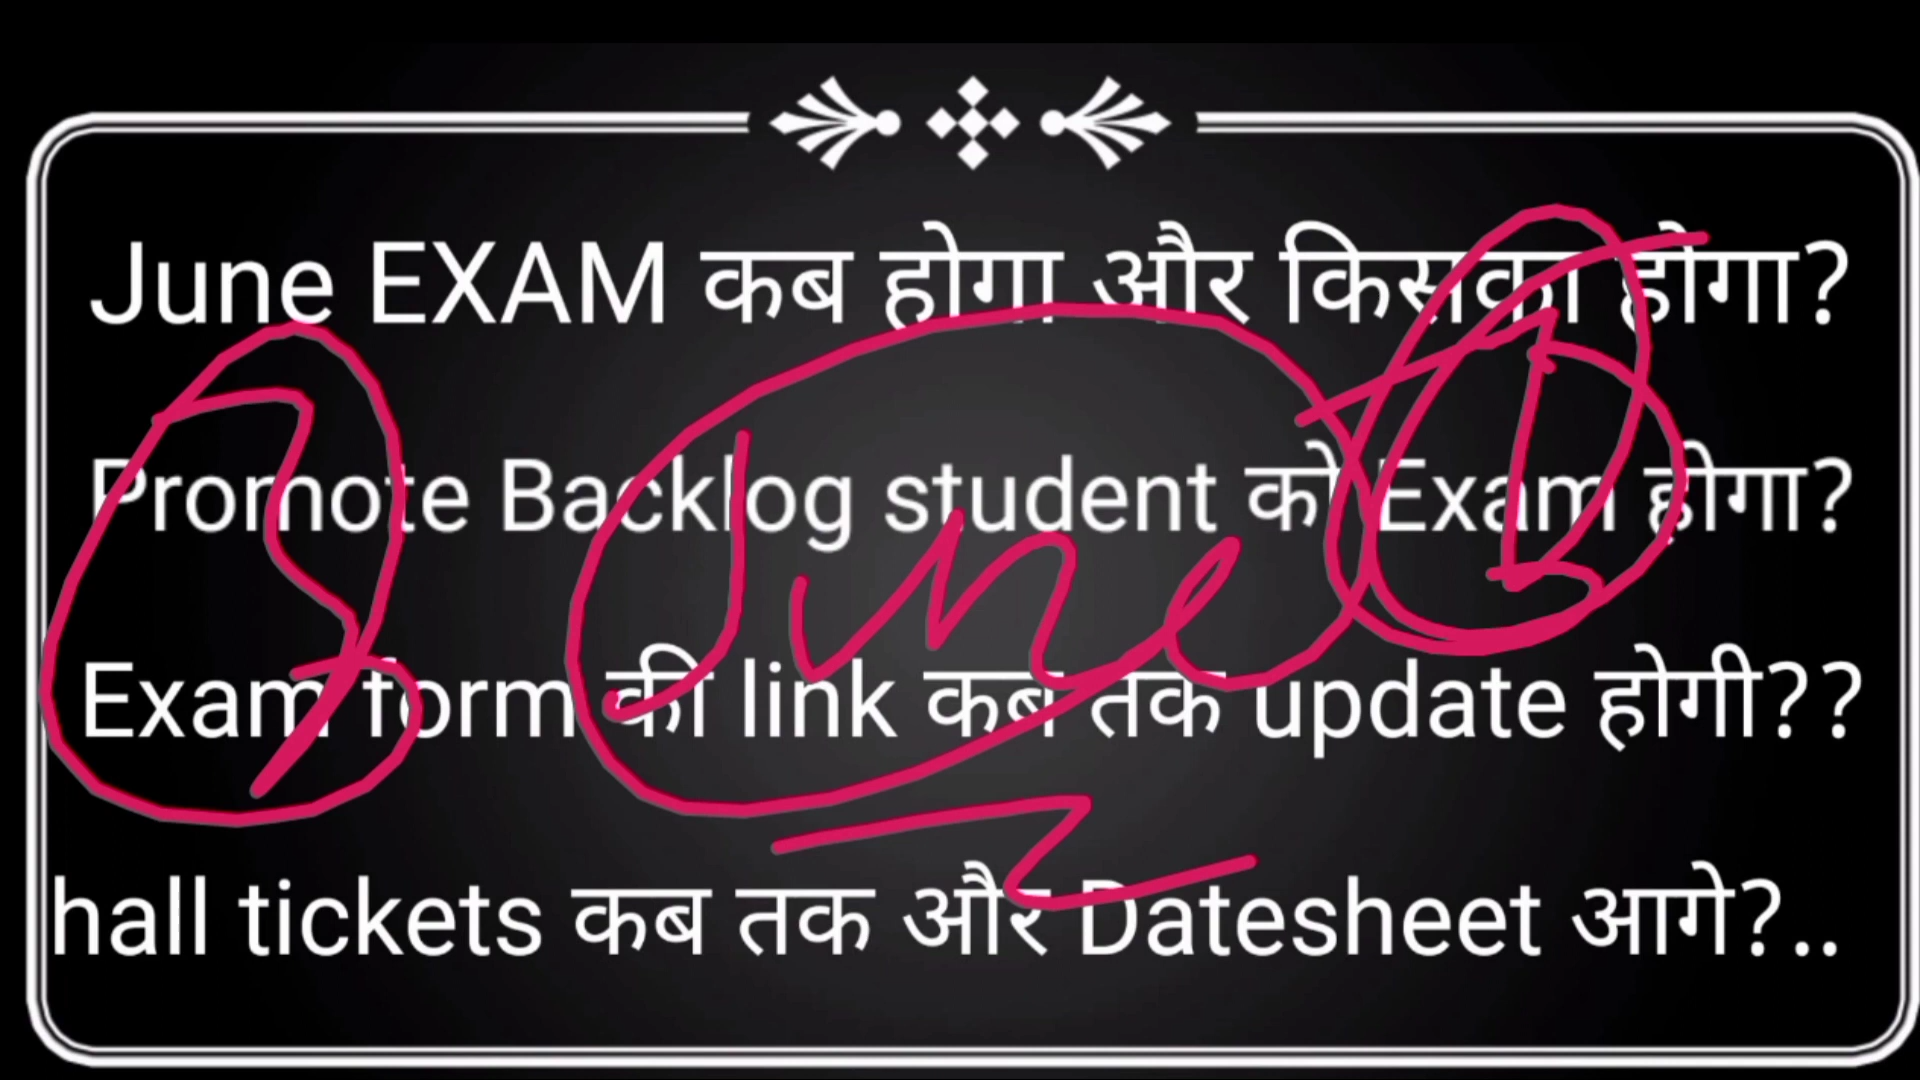 June EXAM कब होगा और किसका होगा?
Promote Backlog student को Exam होगा?
Exam form की link कब तक update होगी??
hall tickets कब तक और Datesheet आगे?..
June